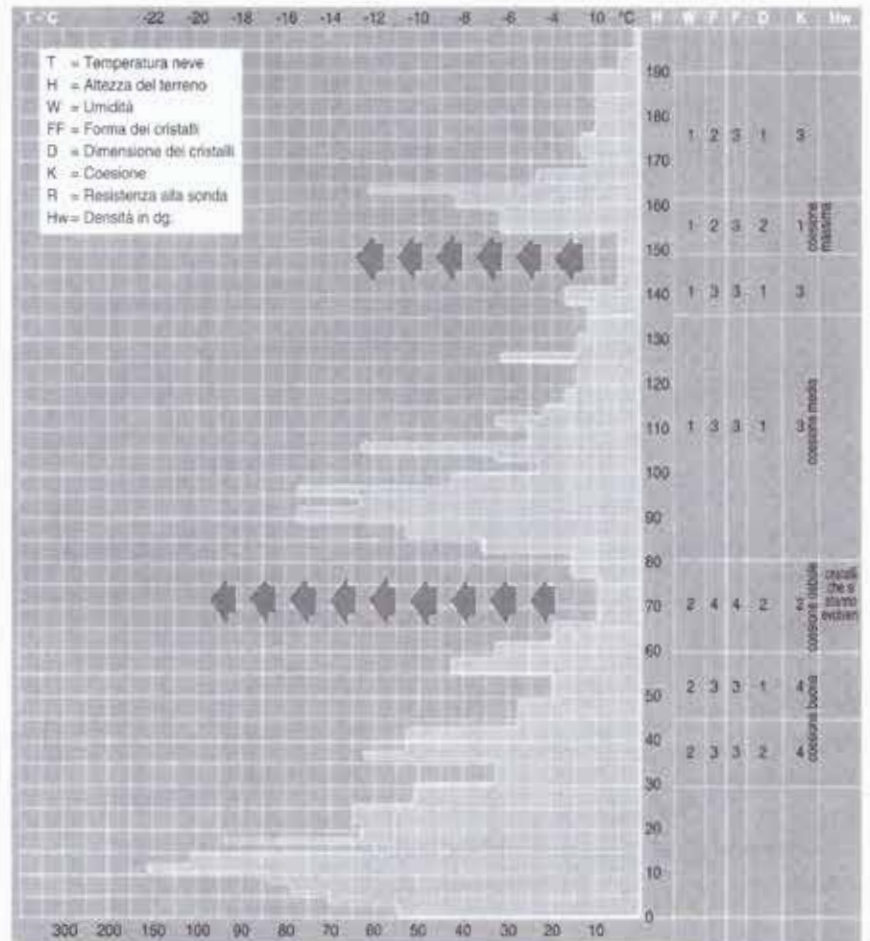 T - °C -22 -20 -18 -16 -14 -12 -10 -8 -6 -4 10 °C H W F F D K Hw
T = Temperatura neve
H = Altezza del terreno
W = Umidità
FF = Forma dei cristalli
D = Dimensione dei cristalli
K = Coesione
R = Resistenza alla sonda
Hw = Densità in dg.
190
180
1 2 3 1 3
170
160
1 2 3 2 1
coesione massima
150
140 1 3 3 1 3
130
120
110 1 3 3 1 3
coesione media
100
90
80
70 2 4 4 2 2
coesione debole
cristalli
che si
stanno
60
50 2 3 3 1 4
coesione buona
40
2 3 3 2 4
30
20
10
0
300 200 150 100 90 80 70 60 50 40 30 20 10